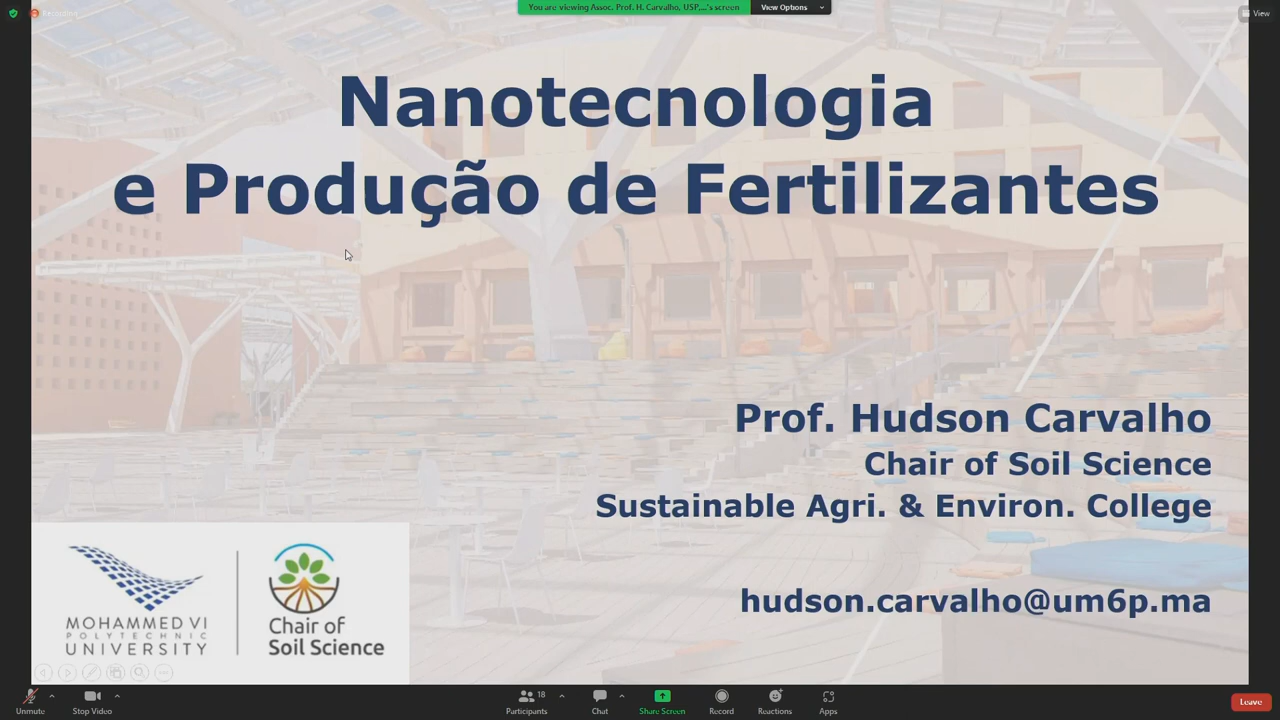 Recording
You are viewing Assoc. Prof. H. Carvalho, USP,...'s screen
View Options
View
Nanotecnologia
e Produção de Fertilizantes
Prof. Hudson Carvalho
Chair of Soil Science
Sustainable Agri. & Environ. College
hudson.carvalho@um6p.ma
MOHAMMED VI
POLYTECHNIC
UNIVERSITY
Chair of
Soil Science
Unmute
Stop Video
18
Participants
Chat
Share Screen
Record
Reactions
Apps
Leave